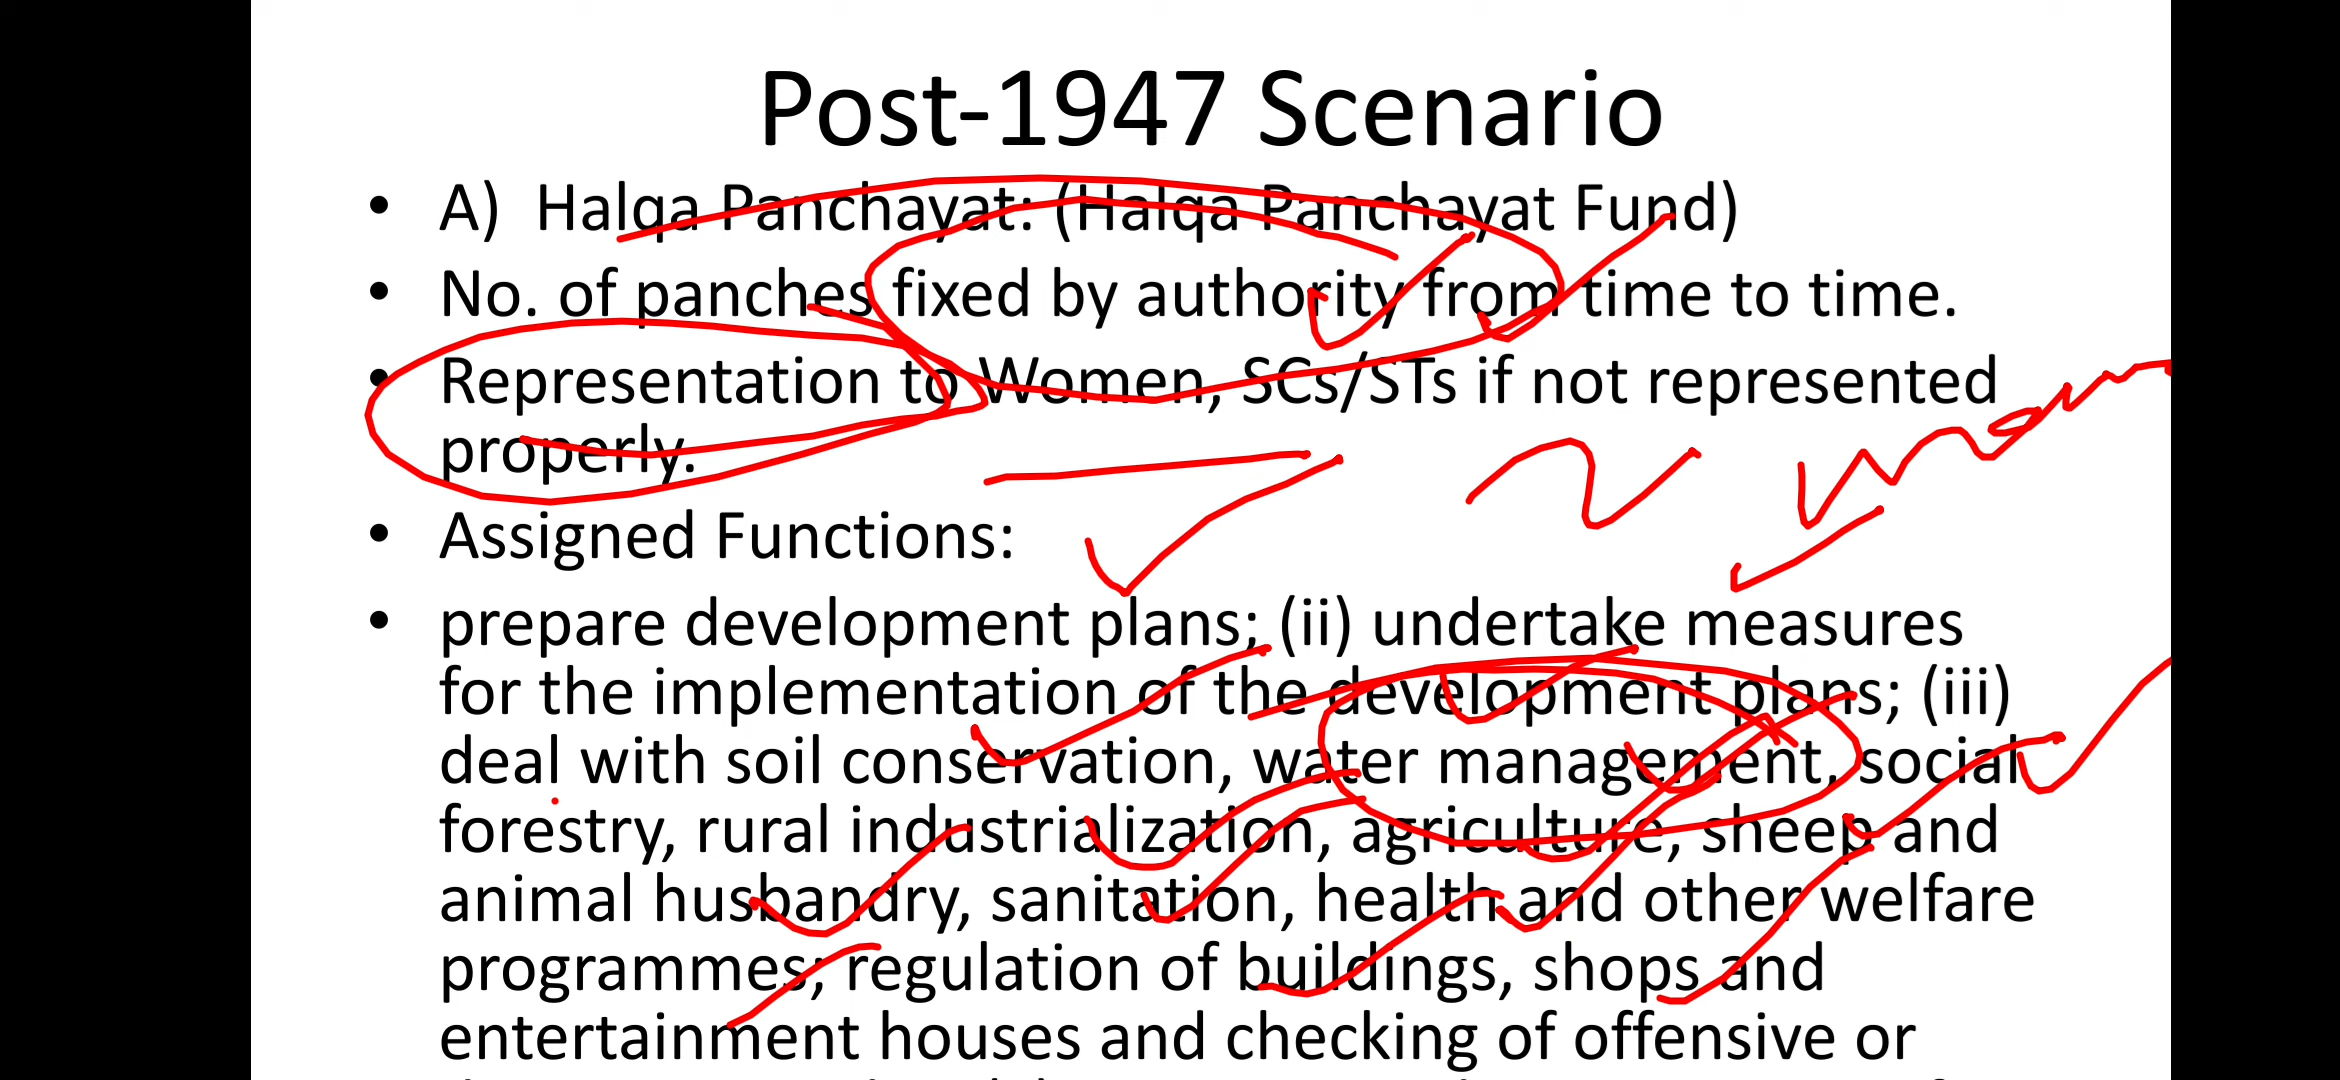 Post-1947 Scenario
• A) Halqa Panchayat: (Halqa Panchayat Fund)
• No. of panches fixed by authority from time to time.
• Representation to Women, SCs/STs if not represented
properly.
• Assigned Functions:
• prepare development plans; (ii) undertake measures
for the implementation of the development plans; (iii)
deal with soil conservation, water management, social
forestry, rural industrialization, agriculture, sheep and
animal husbandry, sanitation, health and other welfare
programmes; regulation of buildings, shops and
entertainment houses and checking of offensive or